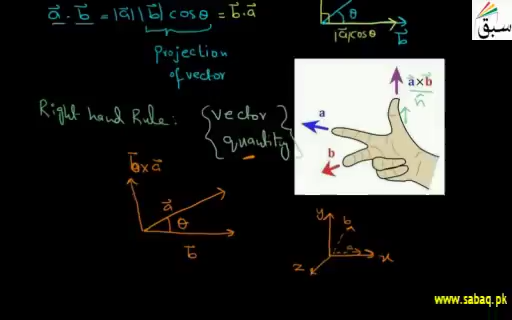 a⃗ . b⃗ = |a⃗| |b⃗| cosθ = b⃗ . a⃗
θ
|a⃗|cosθ
b⃗
سبق
Projection
of vector
Right hand Rule :
vector
quantity
a×b
n̂
a
b
b⃗ × a⃗
a⃗
θ
b⃗
y
b
a
x
z
www.sabaq.pk